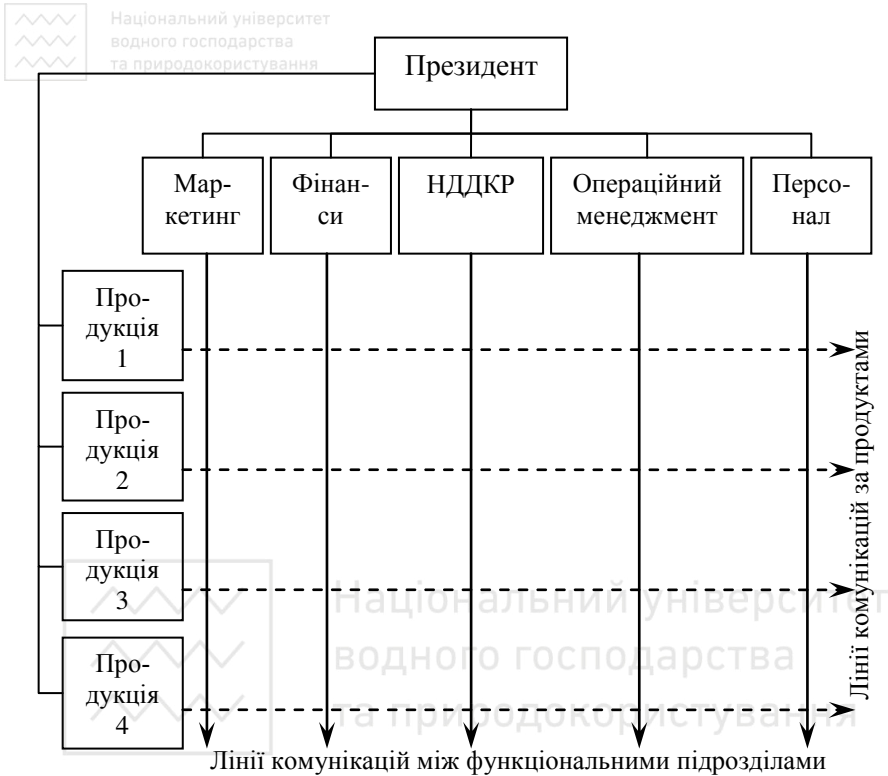 Національний університет
водного господарства
та природокористування
Президент
Мар-
кетинг
Фінан-
си
НДДКР
Операційний
менеджмент
Персо-
нал
Про-
дукція
1
Про-
дукція
2
Про-
дукція
3
Про-
дукція
4
Лінії комунікацій за продуктами
Національний університет
водного господарства
та природокористування
Лінії комунікацій між функціональними підрозділами